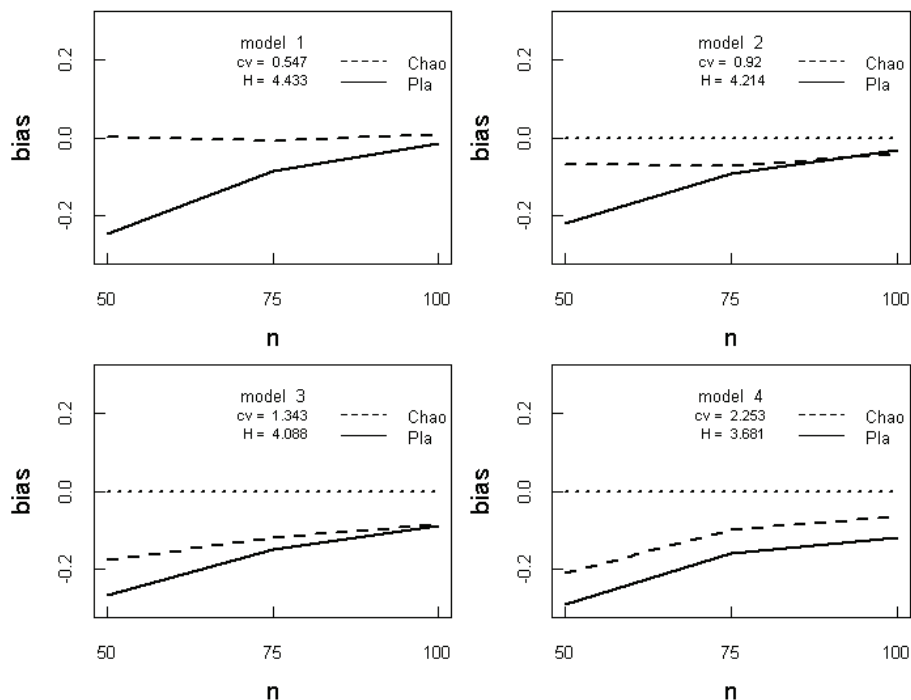 model 1
cv = 0.547
H = 4.433
Chao
Pla
bias
0.2
0.0
-0.2
50
75
100
n
model 2
cv = 0.92
H = 4.214
Chao
Pla
bias
0.2
0.0
-0.2
50
75
100
n
model 3
cv = 1.343
H = 4.088
Chao
Pla
bias
0.2
0.0
-0.2
50
75
100
n
model 4
cv = 2.253
H = 3.681
Chao
Pla
bias
0.2
0.0
-0.2
50
75
100
n